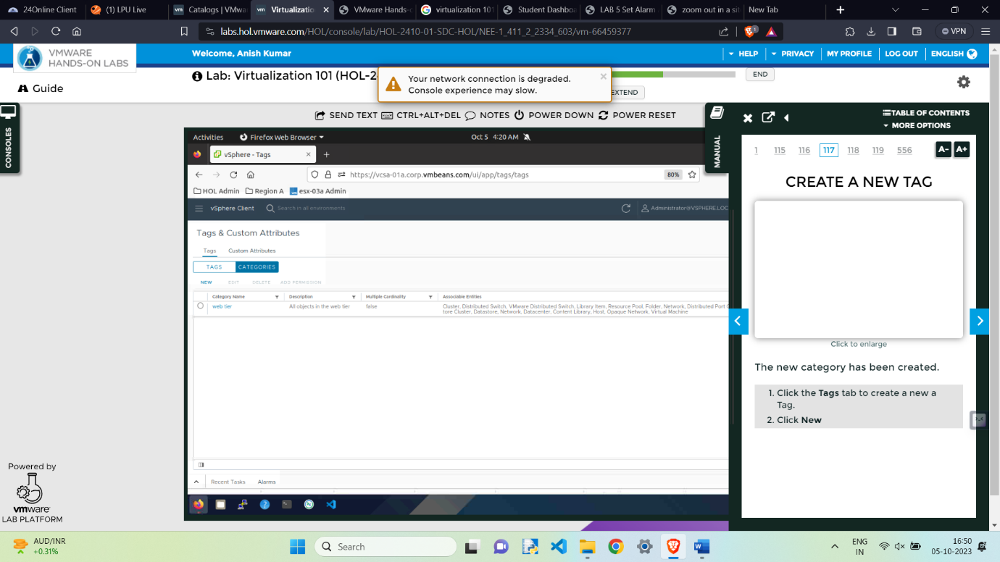 24Online Client
(1) LPU Live
Catalogs | VMwa
Virtualizatio
VMware Hands-o
virtualization 101
Student Dashboa
LAB 5 Set Alarm
zoom out in a sit
New Tab
labs.hol.vmware.com/HOL/console/lab/HOL-2410-01-SDC-HOL/NEE-1_411_2_2334_603/vm-66459377
VPN
VMWARE
HANDS-ON LABS
Welcome, Anish Kumar
HELP
PRIVACY
MY PROFILE
LOG OUT
ENGLISH
Guide
Lab: Virtualization 101 (HOL-2
Your network connection is degraded.
Console experience may slow.
END
EXTEND
SEND TEXT
CTRL+ALT+DEL
NOTES
POWER DOWN
POWER RESET
CONSOLES
MANUAL
Activities
Firefox Web Browser
Oct 5 4:20 AM
vSphere - Tags
https://vcsa-01a.corp.vmbeans.com/ui/app/tags/tags
80%
HOL Admin
Region A
esx-03a Admin
vSphere Client
Search in all environments
Administrator@VSPHERE.LOC
Tags & Custom Attributes
Tags
Custom Attributes
TAGS
CATEGORIES
NEW
EDIT
DELETE
ADD PERMISSION
Category Name
Description
Multiple Cardinality
Associable Entities
web tier
All objects in the web tier
false
Cluster, Distributed Switch, VMware Distributed Switch, Library Item, Resource Pool, Folder, Network, Distributed Port G
tore Cluster, Datastore, Network, Datacenter, Content Library, Host, Opaque Network, Virtual Machine
Recent Tasks
Alarms
TABLE OF CONTENTS
MORE OPTIONS
1 115 116 117 118 119 556
A- A+
CREATE A NEW TAG
Click to enlarge
The new category has been created.
1. Click the Tags tab to create a new a
Tag.
2. Click New
Powered by
vmware
LAB PLATFORM
AUD/INR
+0.31%
Search
ENG
IN
16:50
05-10-2023